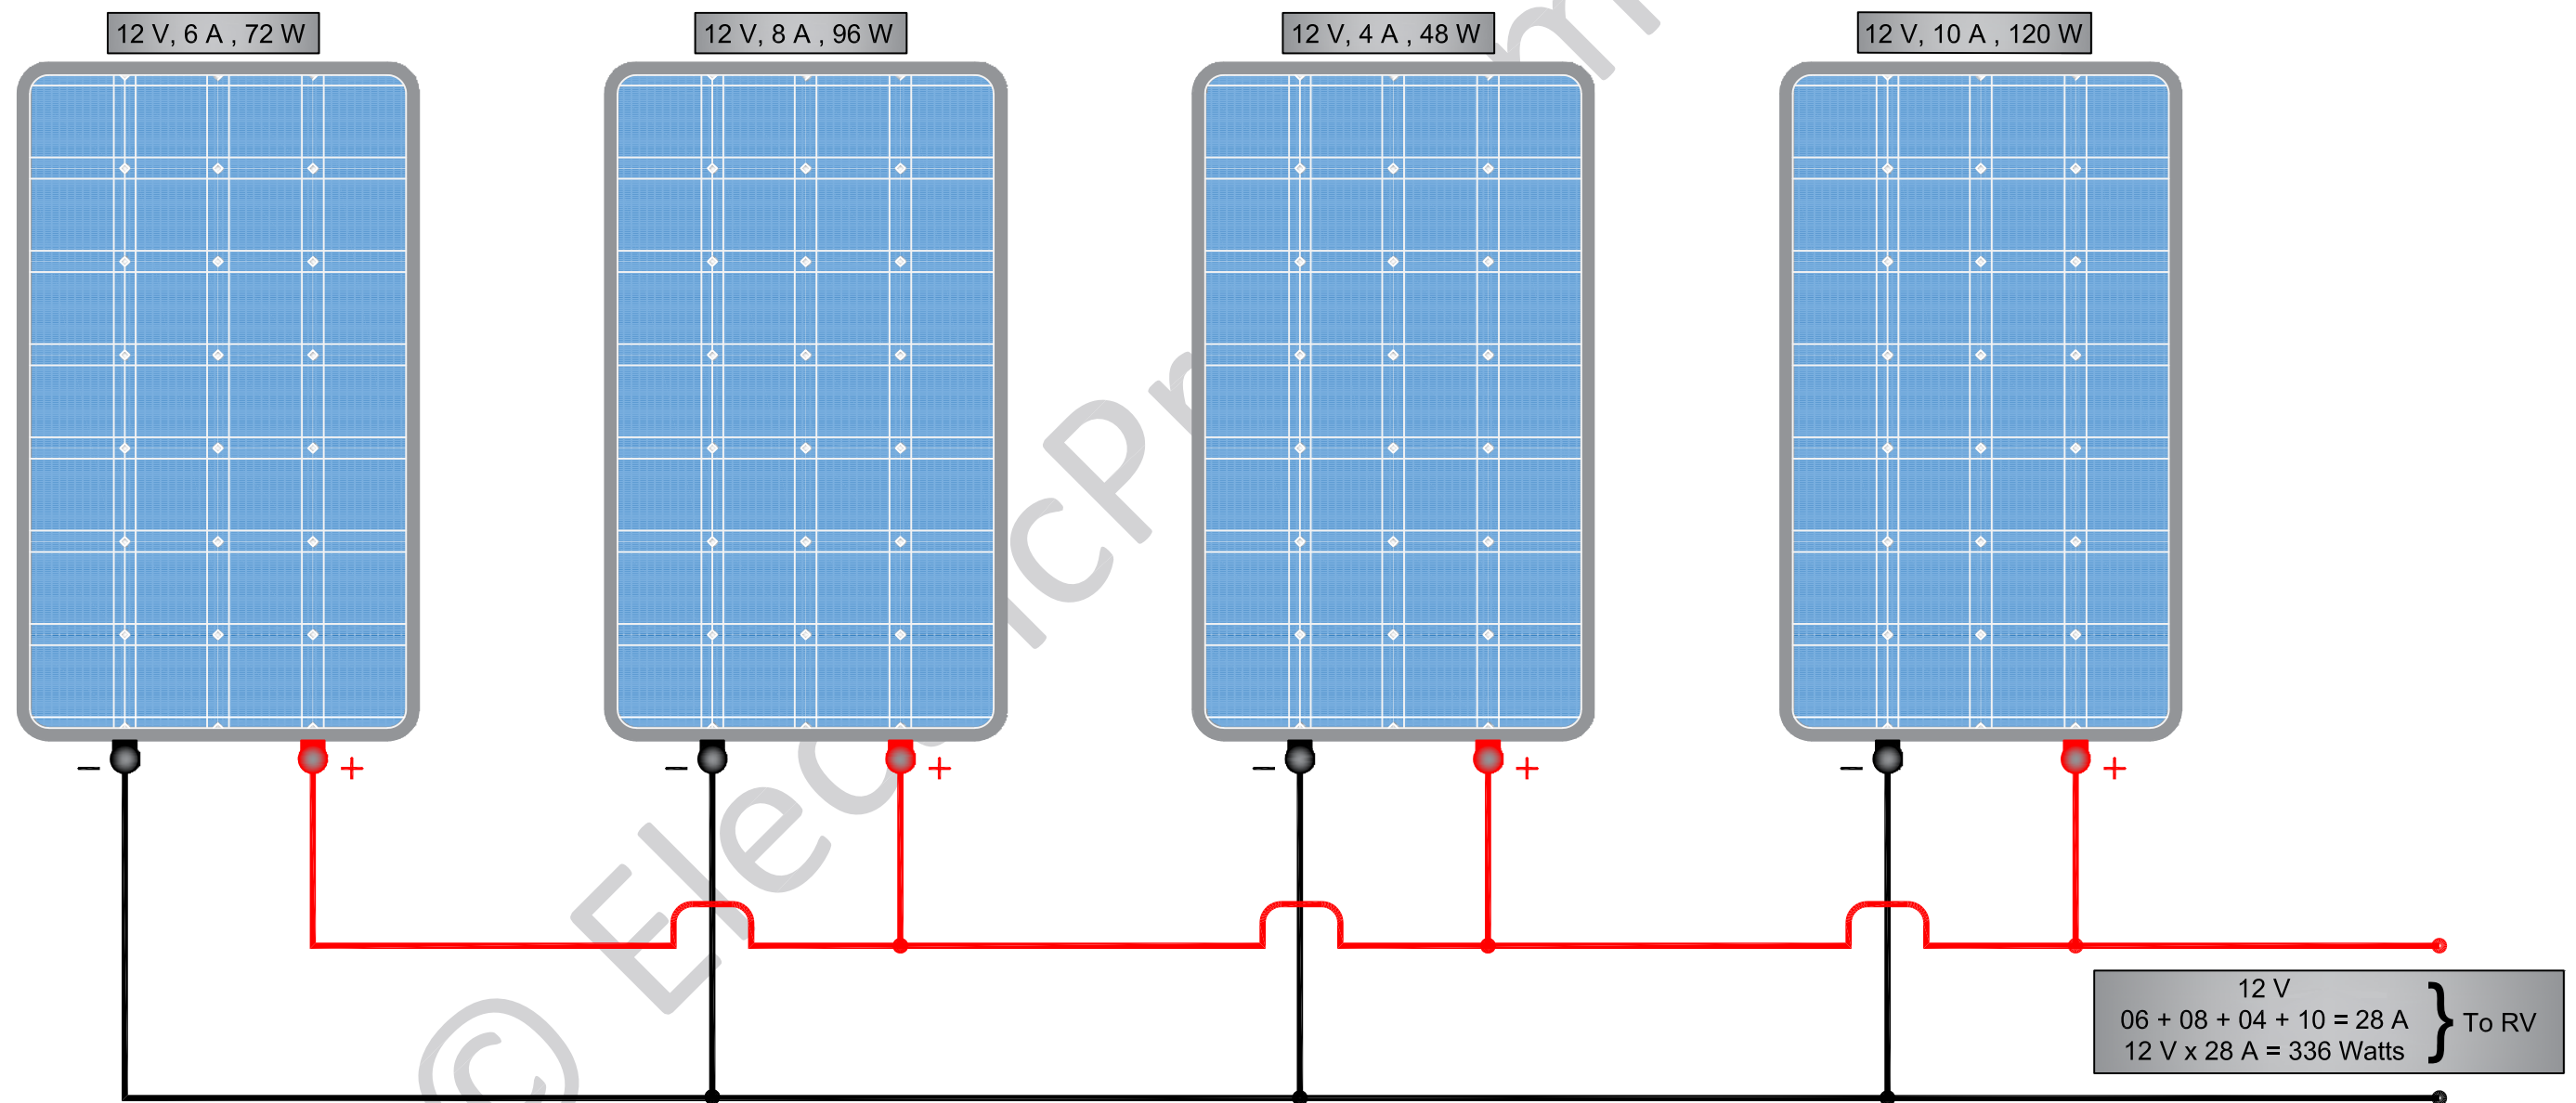 12 V, 6 A , 72 W
12 V, 8 A , 96 W
12 V, 4 A , 48 W
12 V, 10 A , 120 W
−
+
−
+
−
+
−
+
12 V
06 + 08 + 04 + 10 = 28 A
12 V x 28 A = 336 Watts
} To RV
©